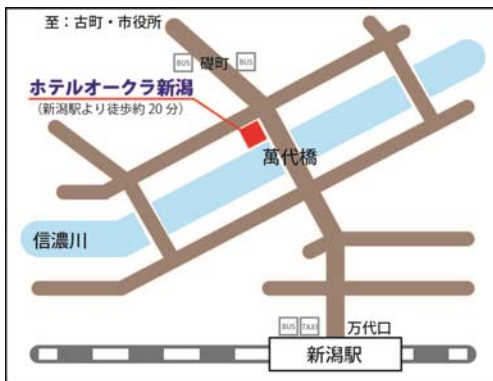 至：古町・市役所
BUS 礎町 BUS
ホテルオークラ新潟
（新潟駅より徒歩約20分）
萬代橋
信濃川
BUS TAXI 万代口
新潟駅